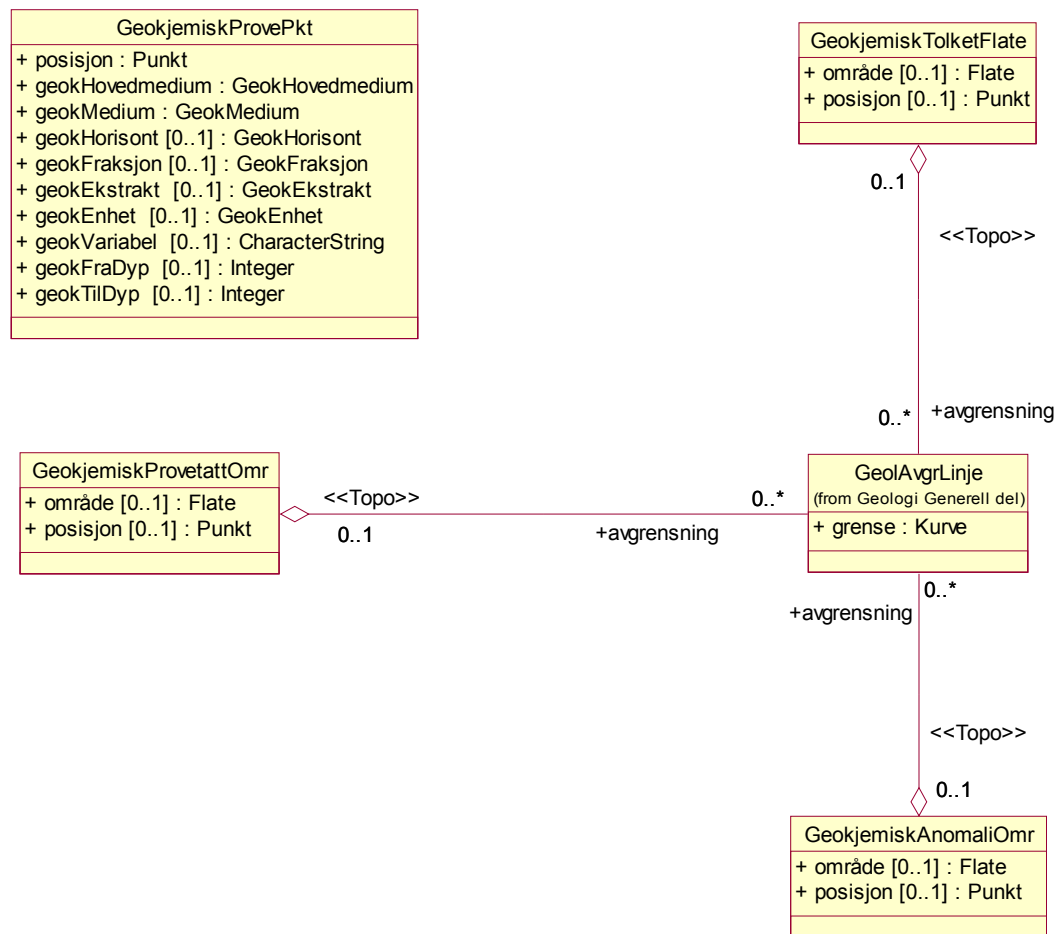 GeokjemiskProvePkt
+ posisjon : Punkt
+ geokHovedmedium : GeokHovedmedium
+ geokMedium : GeokMedium
+ geokHorisont [0..1] : GeokHorisont
+ geokFraksjon [0..1] : GeokFraksjon
+ geokEkstrakt [0..1] : GeokEkstrakt
+ geokEnhet [0..1] : GeokEnhet
+ geokVariabel [0..1] : CharacterString
+ geokFraDyp [0..1] : Integer
+ geokTilDyp [0..1] : Integer
GeokjemiskTolketFlate
+ område [0..1] : Flate
+ posisjon [0..1] : Punkt
0..1
<<Topo>>
0..*
+avgrensning
GeokjemiskProvetattOmr
+ område [0..1] : Flate
+ posisjon [0..1] : Punkt
<<Topo>>
0..1
0..*
+avgrensning
GeolAvgrLinje
(from Geologi Generell del)
+ grense : Kurve
0..*
+avgrensning
<<Topo>>
0..1
GeokjemiskAnomaliOmr
+ område [0..1] : Flate
+ posisjon [0..1] : Punkt